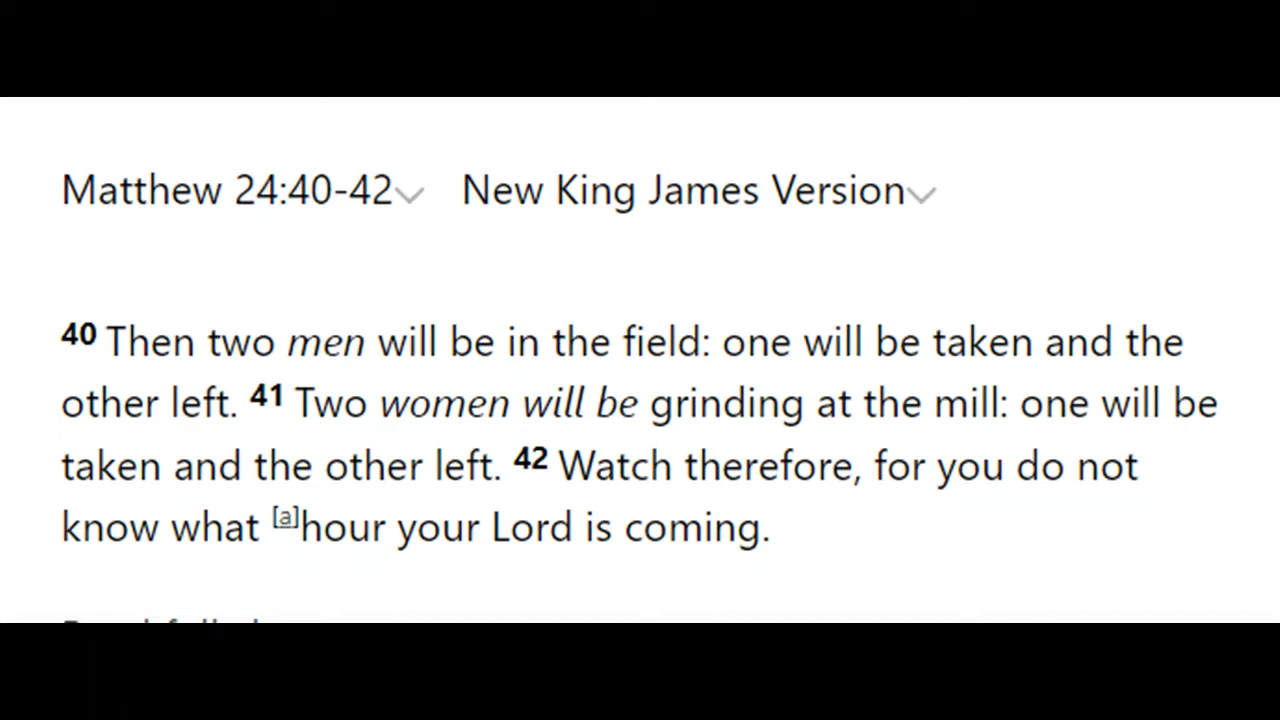 Matthew 24:40-42 New King James Version
40 Then two men will be in the field: one will be taken and the
other left. 41 Two women will be grinding at the mill: one will be
taken and the other left. 42 Watch therefore, for you do not
know what [a]hour your Lord is coming.